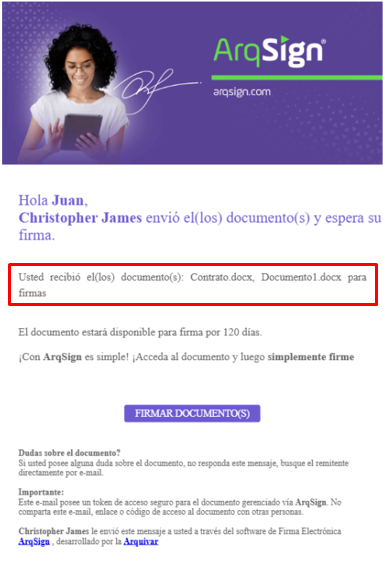 ArqSign®
arqsign.com
Hola Juan,
Christopher James envió el(los) documento(s) y espera su
firma.
Usted recibió el(los) documento(s): Contrato.docx, Documento1.docx para
firmas
El documento estará disponible para firma por 120 días.
¡Con ArqSign es simple! ¡Acceda al documento y luego simplemente firme
FIRMAR DOCUMENTO(S)
Dudas sobre el documento?
Si usted posee alguna duda sobre el documento, no responda este mensaje, busque el remitente
directamente por e-mail.
Importante:
Este e-mail posee un token de acceso seguro para el documento gerenciado vía ArqSign. No
comparta este e-mail, enlace o código de acceso al documento con otras personas.
Christopher James le envió este mensaje a usted a través del software de Firma Electrónica
ArqSign , desarrollado por la Arquivar